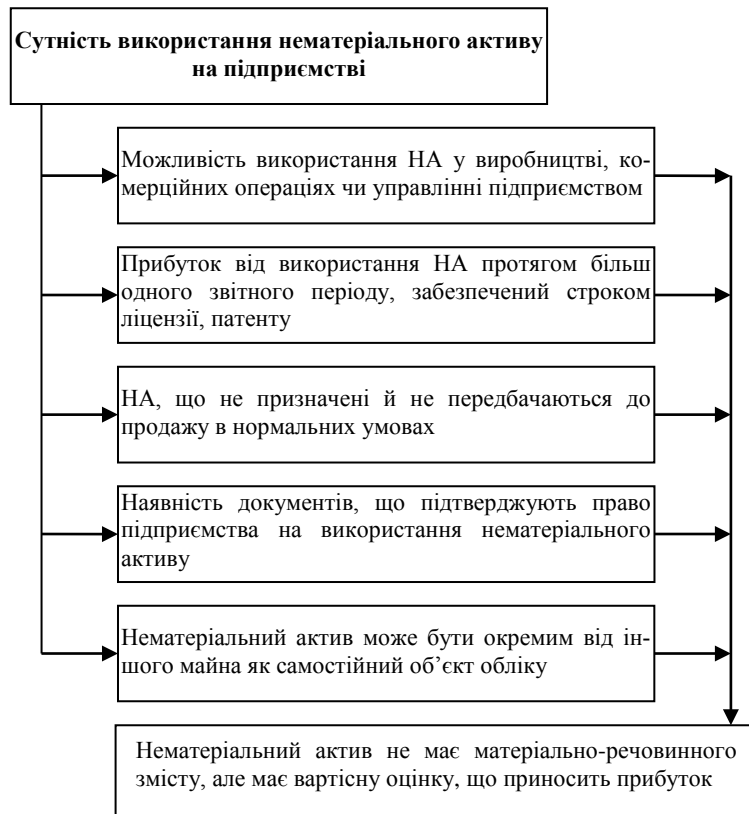 Сутність використання нематеріального активу
на підприємстві
Можливість використання НА у виробництві, ко-
мерційних операціях чи управлінні підприємством
Прибуток від використання НА протягом більш
одного звітного періоду, забезпечений строком
ліцензії, патенту
НА, що не призначені й не передбачаються до
продажу в нормальних умовах
Наявність документів, що підтверджують право
підприємства на використання нематеріального
активу
Нематеріальний актив може бути окремим від ін-
шого майна як самостійний об’єкт обліку
Нематеріальний актив не має матеріально-речовинного
змісту, але має вартісну оцінку, що приносить прибуток